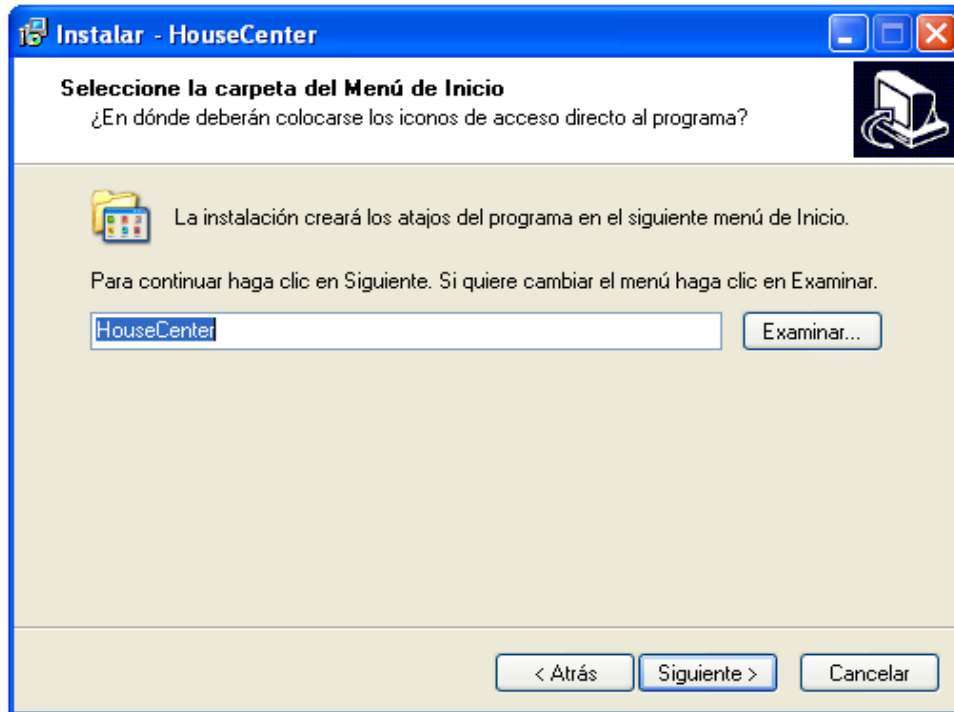 Instalar - HouseCenter
Seleccione la carpeta del Menú de Inicio
¿En dónde deberán colocarse los iconos de acceso directo al programa?
La instalación creará los atajos del programa en el siguiente menú de Inicio.
Para continuar haga clic en Siguiente. Si quiere cambiar el menú haga clic en Examinar.
HouseCenter
Examinar...
< Atrás
Siguiente >
Cancelar